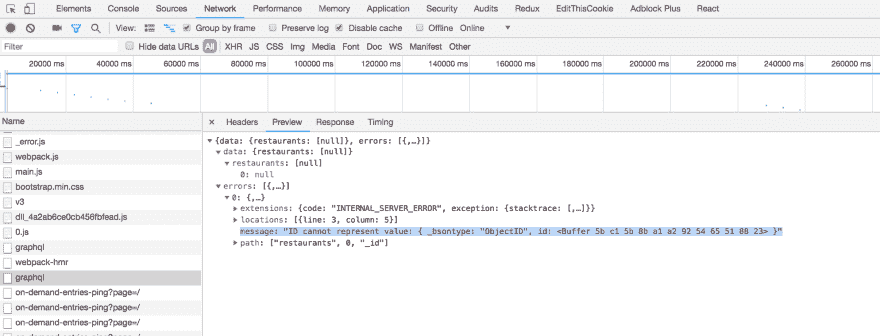 Elements Console Sources Network Performance Memory Application Security Audits Redux EditThisCookie Adblock Plus React
View: Group by frame Preserve log Disable cache Offline Online
Filter Hide data URLs All XHR JS CSS Img Media Font Doc WS Manifest Other
20000 ms 40000 ms 60000 ms 80000 ms 100000 ms 120000 ms 140000 ms 160000 ms 180000 ms 200000 ms 220000 ms 240000 ms 260000 ms
Name
_error.js
webpack.js
main.js
bootstrap.min.css
v3
dll_4a2ab6ce0cb456fbfead.js
0.js
graphql
webpack-hmr
graphql
on-demand-entries-ping?page=/
on-demand-entries-ping?page=/
on-demand-entries-ping?page=/
× Headers Preview Response Timing
{data: {restaurants: [null]}, errors: [{,…}]}
data: {restaurants: [null]}
restaurants: [null]
0: null
errors: [{,…}]
0: {,…}
extensions: {code: "INTERNAL_SERVER_ERROR", exception: {stacktrace: [,…]}}
locations: [{line: 3, column: 5}]
message: "ID cannot represent value: { _bsontype: "ObjectID", id: <Buffer 5b c1 5b 8b a1 a2 92 54 65 51 8B 23> }"
path: ["restaurants", 0, "_id"]